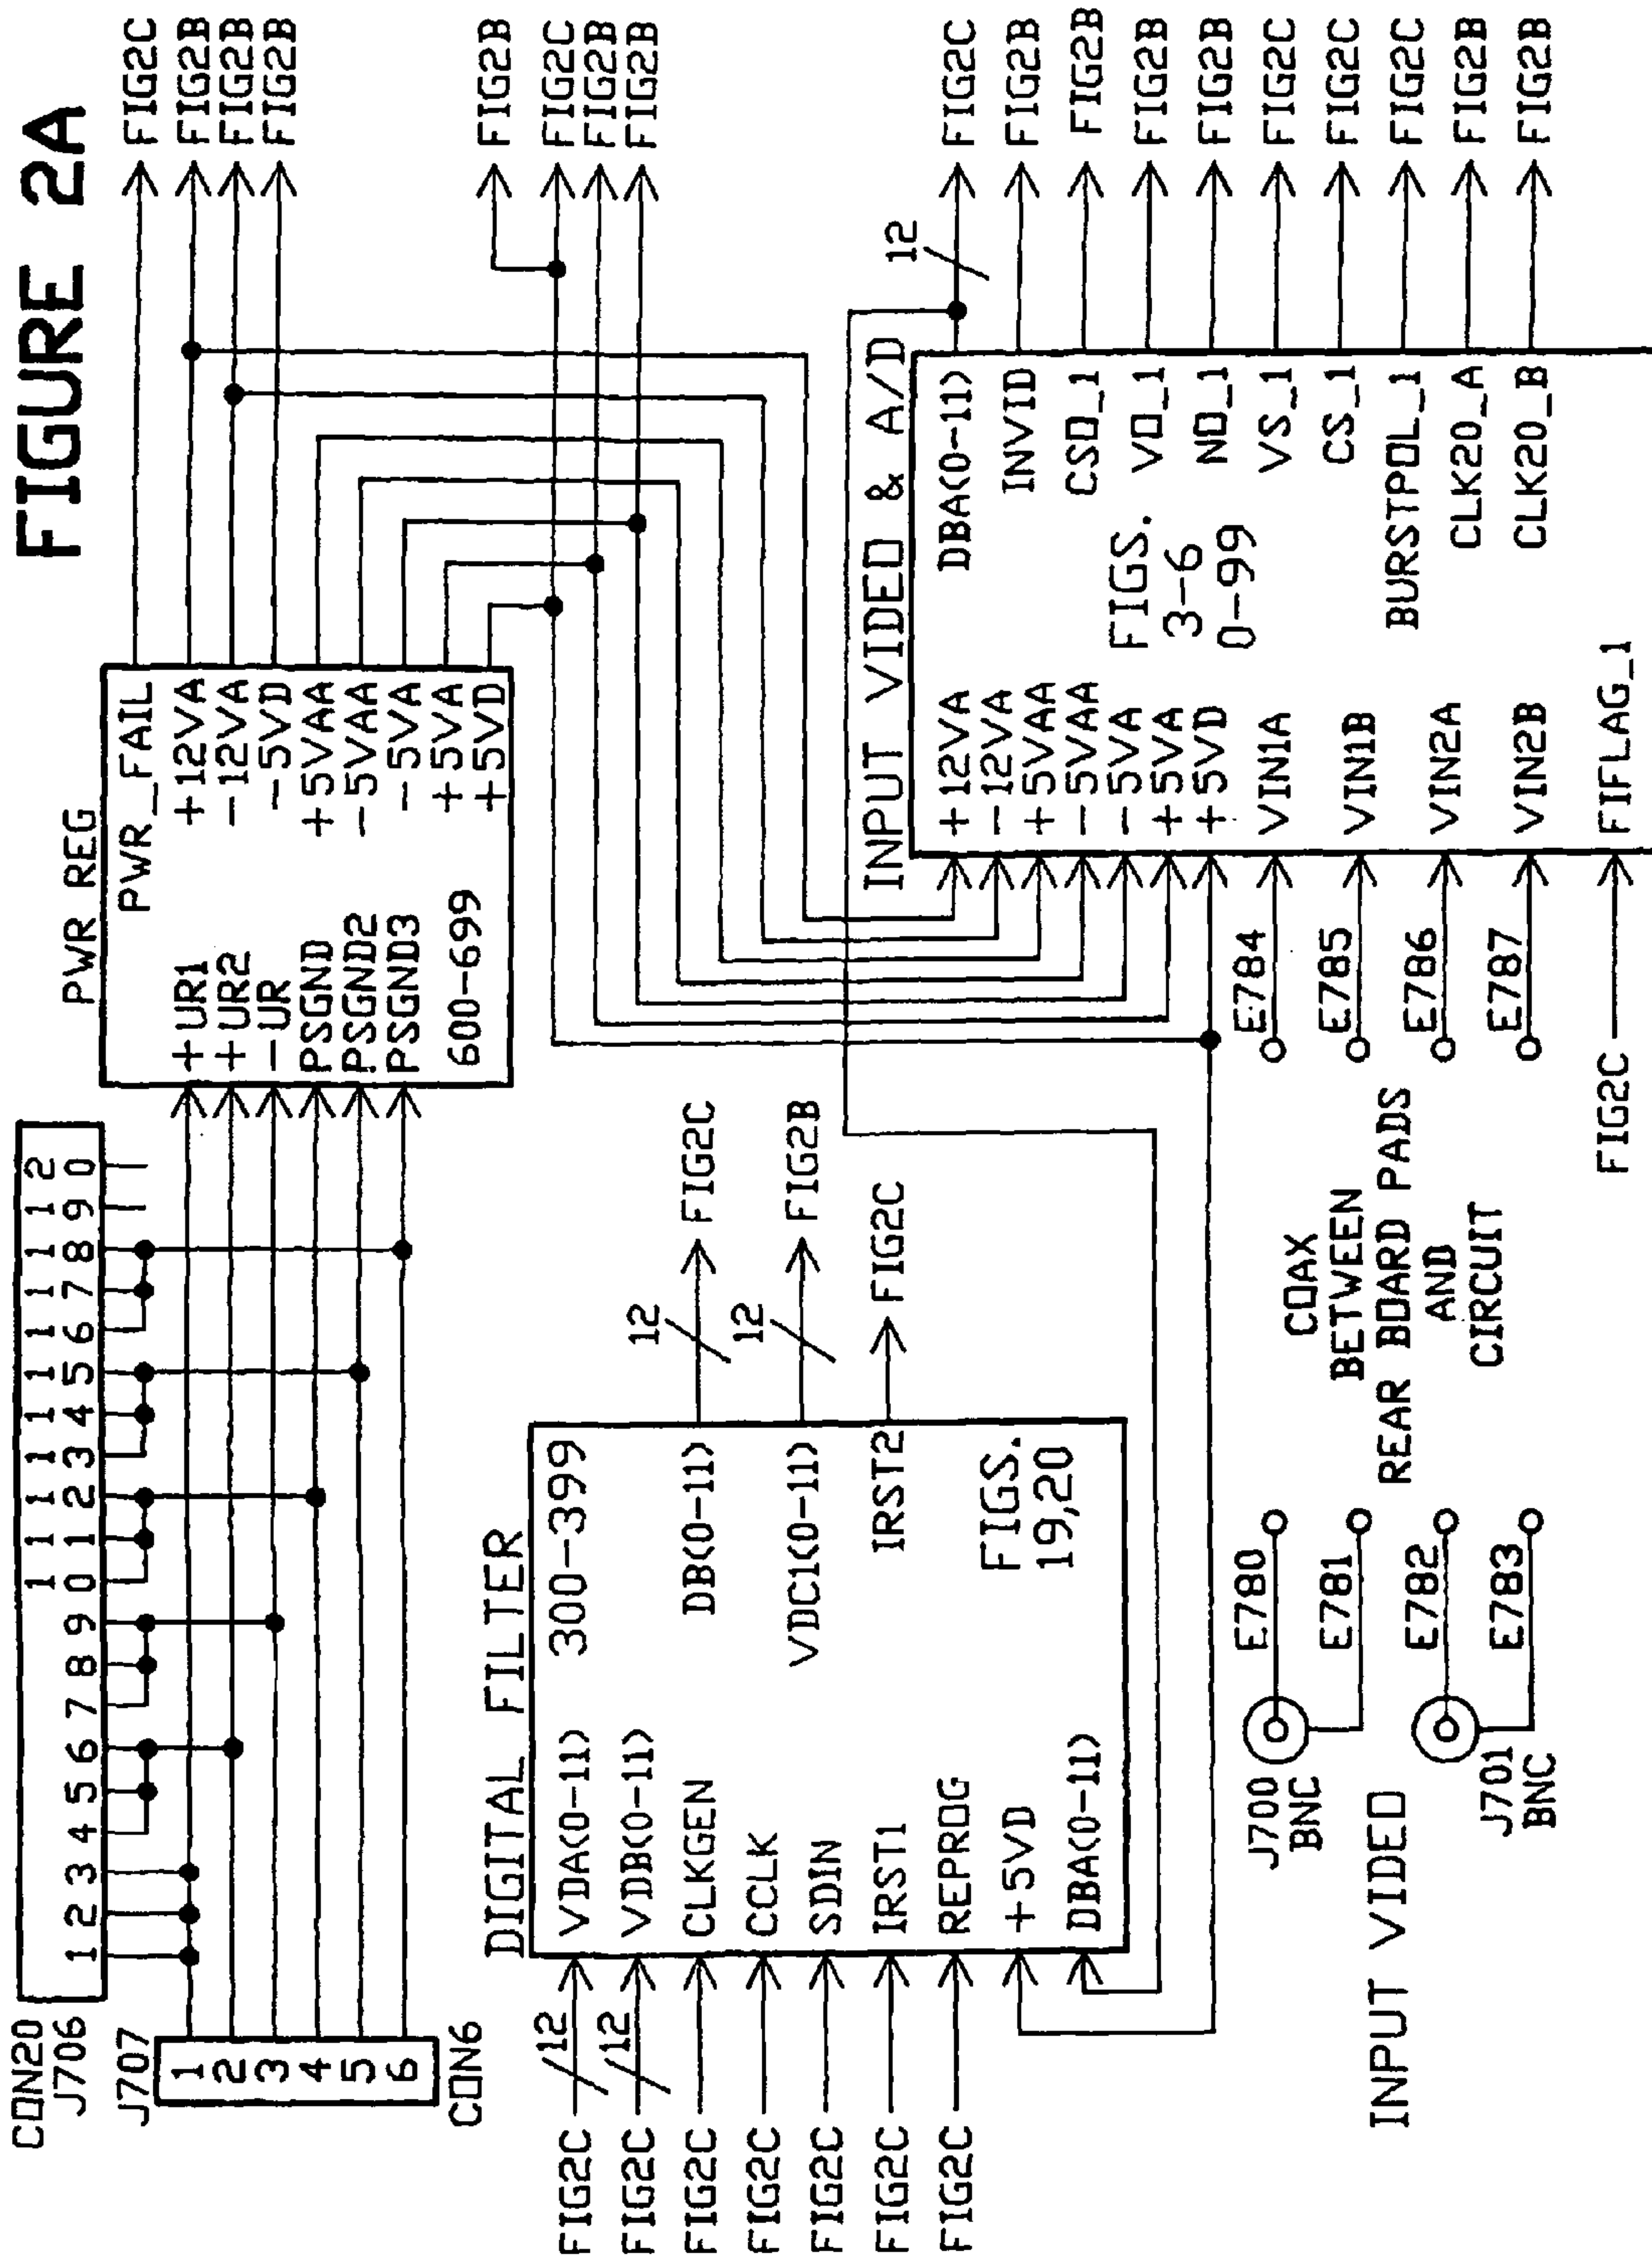 FIGURE 2A
CON20
J706
1 2 3 4 5 6 7 8 9 10 11 12 13 14 15 16 17 18 19 20
J707
1
2
3
4
5
6
CON6
PWR REG
+UR1
+UR2
-UR
PSGND
PSGND2
PSGND3
600-699
PWR_FAIL
+12VA
-12VA
-5VD
+5VAA
-5VAA
-5VA
+5VA
+5VD
FIG2C
FIG2B
FIG2B
FIG2B
FIG2B
FIG2C
FIG2B
FIG2B
DIGITAL FILTER
300-399
FIG2C
12
VDA(0-11)
FIG2C
12
VDB(0-11)
FIG2C
CLKGEN
FIG2C
CCLK
FIG2C
SDIN
FIG2C
IRST1
FIG2C
REPROG
+5VD
DBA(0-11)
DB(0-11)
12
FIG2C
VDC1(0-11)
12
FIG2B
IRST2
FIG2C
FIGS.
19,20
INPUT VIDEO & A/D
+12VA
-12VA
+5VAA
-5VAA
-5VA
+5VA
+5VD
VIN1A
VIN1B
VIN2A
VIN2B
FIFLAG_1
FIG2C
FIGS.
3-6
0-99
DBA(0-11)
12
FIG2C
INVID
FIG2B
CSO_1
FIG2B
VO_1
FIG2B
NO_1
FIG2B
VS_1
FIG2C
CS_1
FIG2C
BURSTPOL_1
FIG2C
CLK20_A
FIG2B
CLK20_B
FIG2B
E784
E785
E786
E787
COAX
BETWEEN
REAR BOARD PADS
AND
CIRCUIT
E780
E781
E782
E783
J700
BNC
J701
BNC
INPUT VIDEO